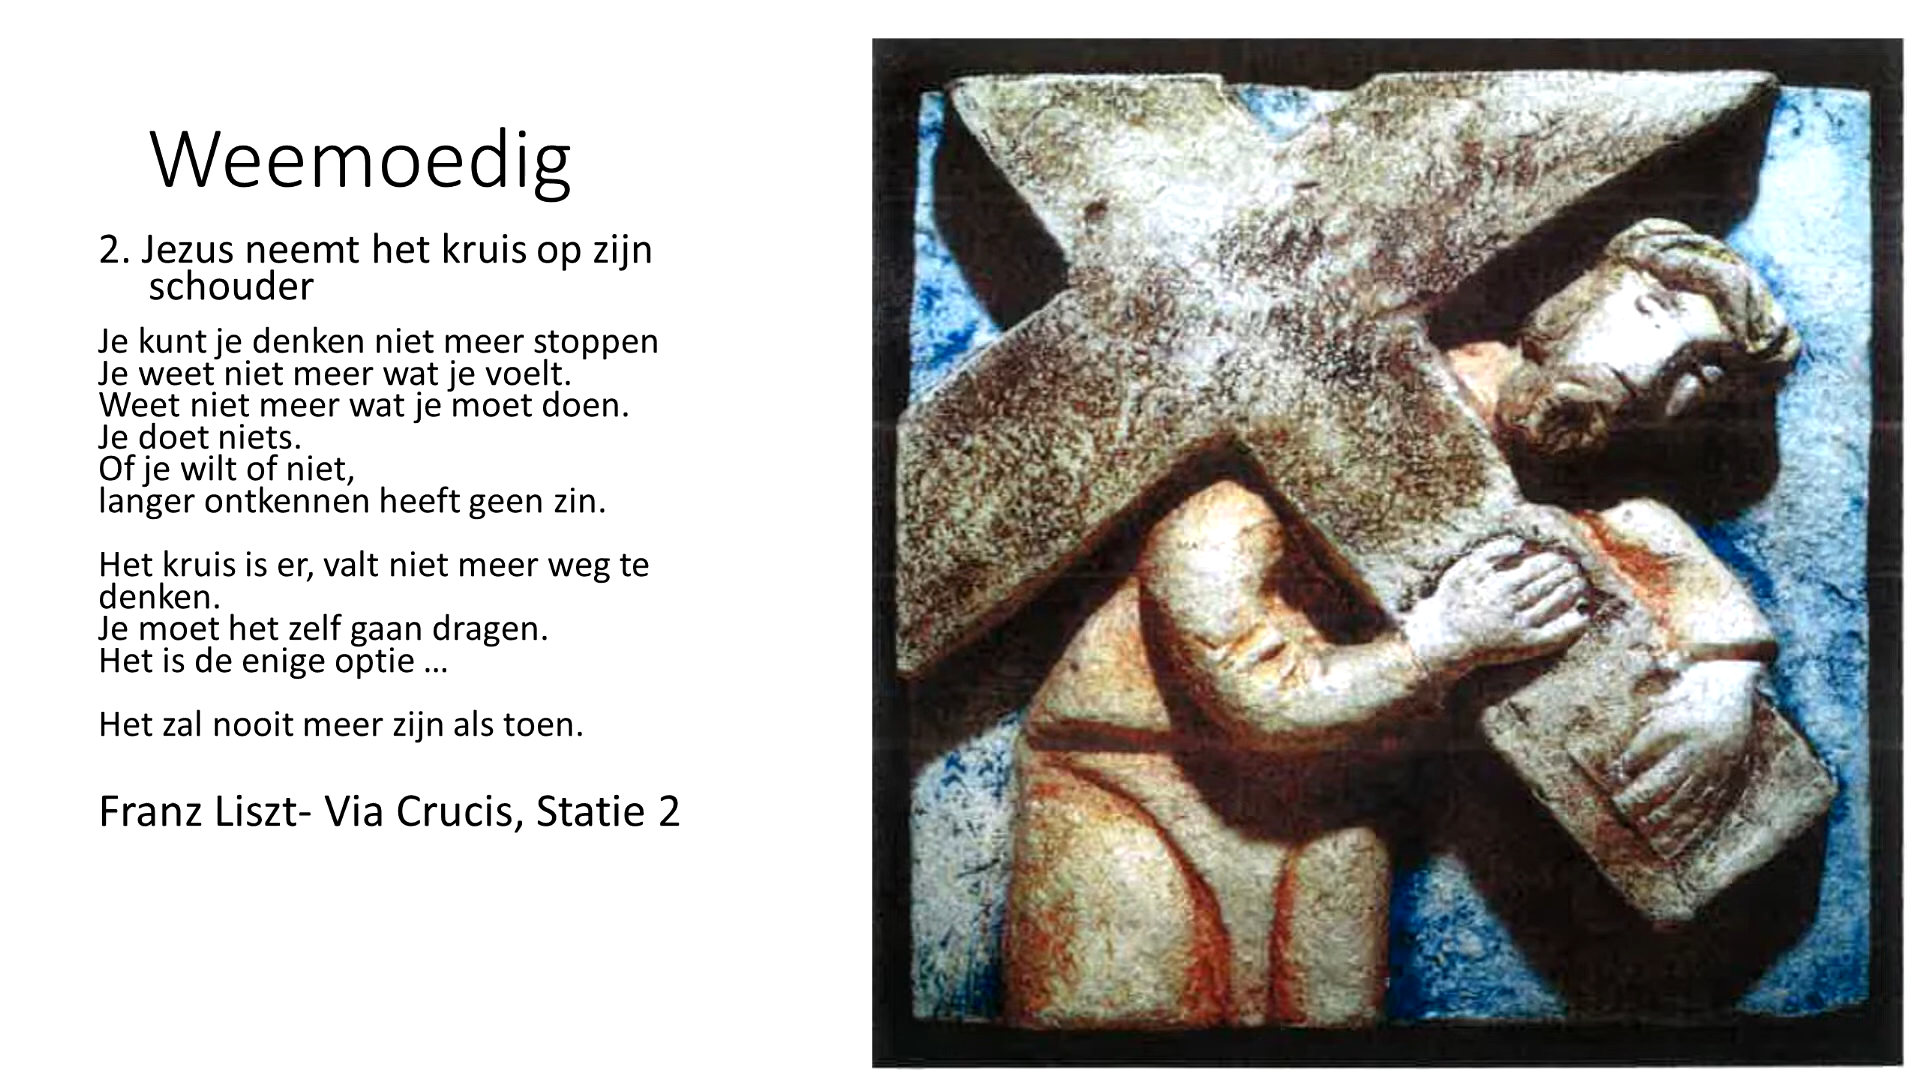 Weemoedig
2. Jezus neemt het kruis op zijn
schouder
Je kunt je denken niet meer stoppen
Je weet niet meer wat je voelt.
Weet niet meer wat je moet doen.
Je doet niets.
Of je wilt of niet,
langer ontkennen heeft geen zin.
Het kruis is er, valt niet meer weg te
denken.
Je moet het zelf gaan dragen.
Het is de enige optie …
Het zal nooit meer zijn als toen.
Franz Liszt- Via Crucis, Statie 2